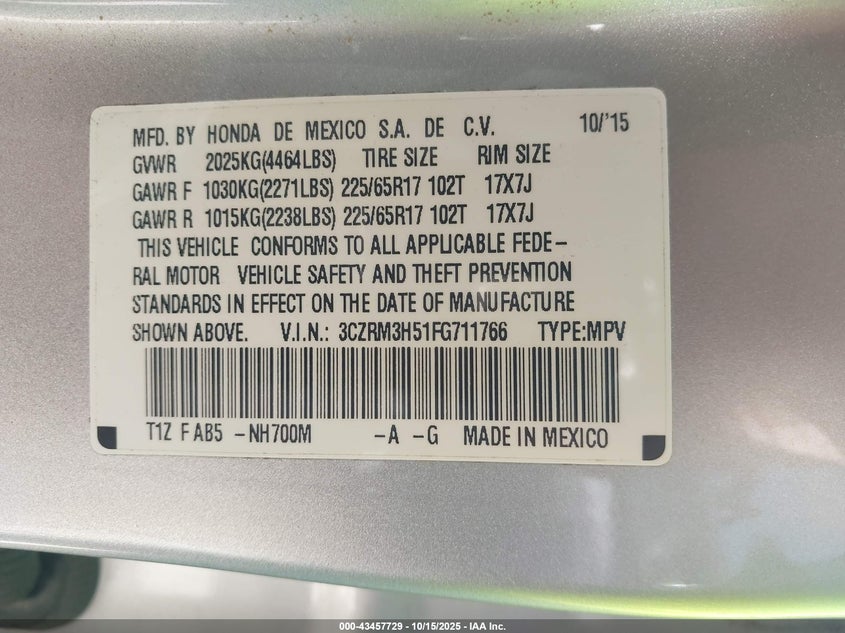 MFD. BY HONDA DE MEXICO S.A. DE C.V. 10/'15
GVWR 2025KG(4464LBS) TIRE SIZE RIM SIZE
GAWR F 1030KG(2271LBS) 225/65R17 102T 17X7J
GAWR R 1015KG(2238LBS) 225/65R17 102T 17X7J
THIS VEHICLE CONFORMS TO ALL APPLICABLE FEDE-
RAL MOTOR VEHICLE SAFETY AND THEFT PREVENTION
STANDARDS IN EFFECT ON THE DATE OF MANUFACTURE
SHOWN ABOVE. V.I.N.: 3CZRM3H51FG711766 TYPE:MPV
T1Z F AB5 -NH700M -A -G MADE IN MEXICO
000-43457729 - 10/15/2025 - IAA Inc.